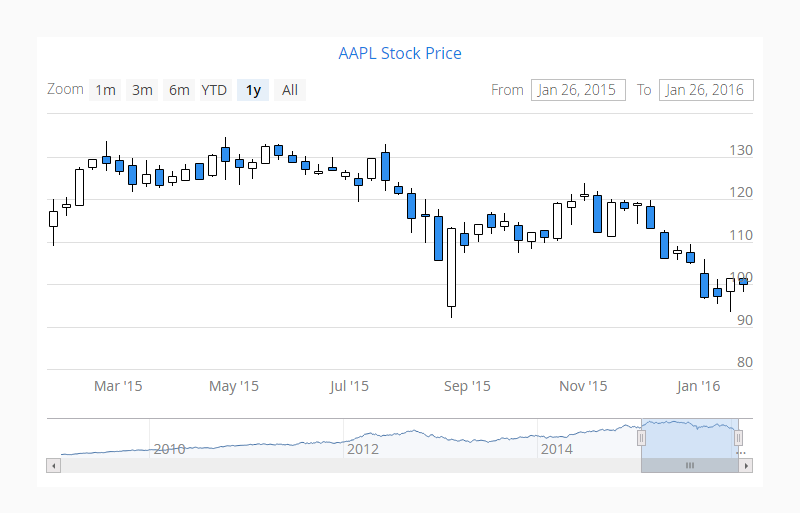 AAPL Stock Price
Zoom 1m 3m 6m YTD 1y All From Jan 26, 2015 To Jan 26, 2016
130
120
110
100
90
80
Mar '15 May '15 Jul '15 Sep '15 Nov '15 Jan '16
2010 2012 2014 ...